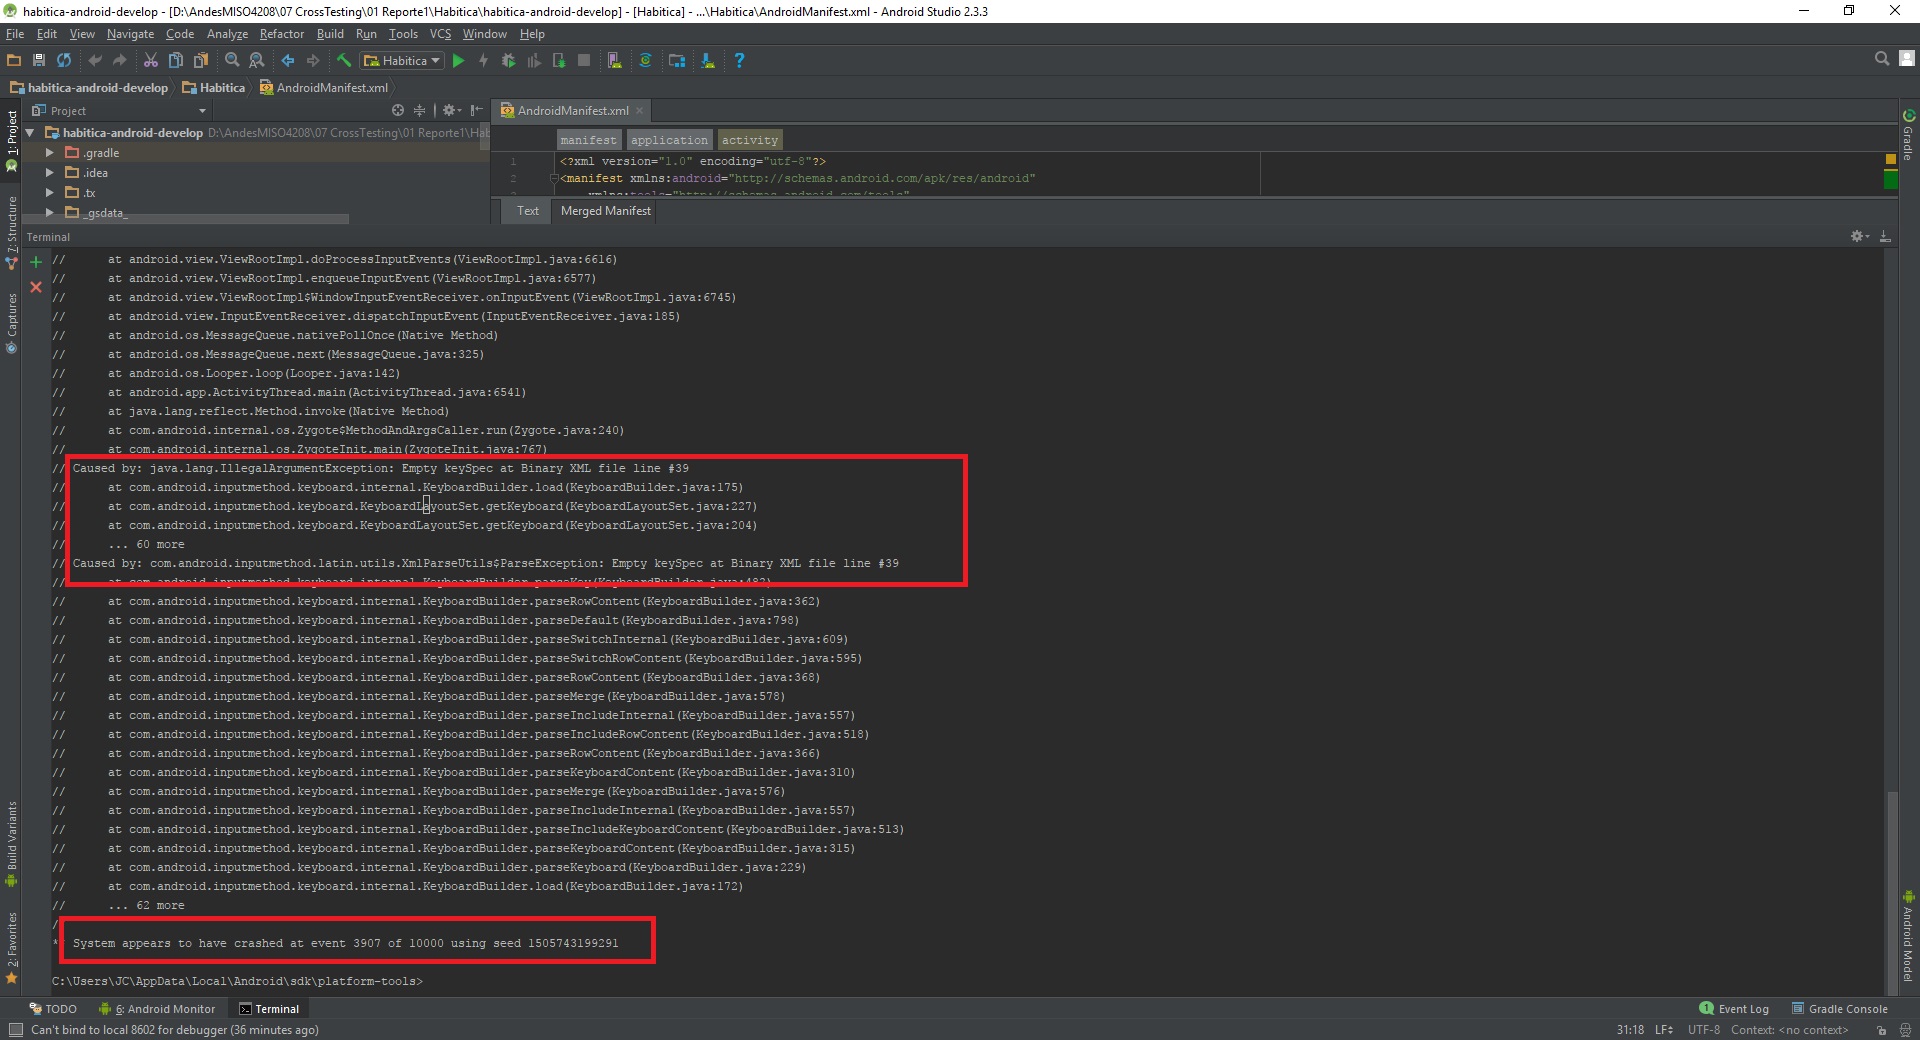 habitica-android-develop - [D:\AndesMISO4208\07 CrossTesting\01 Reporte1\Habitica\habitica-android-develop] - [Habitica] - ...\Habitica\AndroidManifest.xml - Android Studio 2.3.3
File Edit View Navigate Code Analyze Refactor Build Run Tools VCS Window Help
Habitica
habitica-android-develop Habitica AndroidManifest.xml
Project
AndroidManifest.xml
habitica-android-develop D:\AndesMISO4208\07 CrossTesting\01 Reporte1\Hab
.gradle
.idea
.tx
_gsdata_
manifest application activity
1 <?xml version="1.0" encoding="utf-8"?>
2 <manifest xmlns:android="http://schemas.android.com/apk/res/android"
xmlns:tools="http://schemas.android.com/tools"
Text Merged Manifest
1: Project
7: Structure
Captures
Build Variants
2: Favorites
Gradle
Android Model
Terminal
// at android.view.ViewRootImpl.doProcessInputEvents(ViewRootImpl.java:6616)
// at android.view.ViewRootImpl.enqueueInputEvent(ViewRootImpl.java:6577)
// at android.view.ViewRootImpl$WindowInputEventReceiver.onInputEvent(ViewRootImpl.java:6745)
// at android.view.InputEventReceiver.dispatchInputEvent(InputEventReceiver.java:185)
// at android.os.MessageQueue.nativePollOnce(Native Method)
// at android.os.MessageQueue.next(MessageQueue.java:325)
// at android.os.Looper.loop(Looper.java:142)
// at android.app.ActivityThread.main(ActivityThread.java:6541)
// at java.lang.reflect.Method.invoke(Native Method)
// at com.android.internal.os.Zygote$MethodAndArgsCaller.run(Zygote.java:240)
// at com.android.internal.os.ZygoteInit.main(ZygoteInit.java:767)
// Caused by: java.lang.IllegalArgumentException: Empty keySpec at Binary XML file line #39
// at com.android.inputmethod.keyboard.internal.KeyboardBuilder.load(KeyboardBuilder.java:175)
// at com.android.inputmethod.keyboard.KeyboardLayoutSet.getKeyboard(KeyboardLayoutSet.java:227)
// at com.android.inputmethod.keyboard.KeyboardLayoutSet.getKeyboard(KeyboardLayoutSet.java:204)
// ... 60 more
// Caused by: com.android.inputmethod.latin.utils.XmlParseUtils$ParseException: Empty keySpec at Binary XML file line #39
// at com.android.inputmethod.keyboard.internal.KeyboardBuilder.parseKey(KeyboardBuilder.java:482)
// at com.android.inputmethod.keyboard.internal.KeyboardBuilder.parseRowContent(KeyboardBuilder.java:362)
// at com.android.inputmethod.keyboard.internal.KeyboardBuilder.parseDefault(KeyboardBuilder.java:798)
// at com.android.inputmethod.keyboard.internal.KeyboardBuilder.parseSwitchInternal(KeyboardBuilder.java:609)
// at com.android.inputmethod.keyboard.internal.KeyboardBuilder.parseSwitchRowContent(KeyboardBuilder.java:595)
// at com.android.inputmethod.keyboard.internal.KeyboardBuilder.parseRowContent(KeyboardBuilder.java:368)
// at com.android.inputmethod.keyboard.internal.KeyboardBuilder.parseMerge(KeyboardBuilder.java:578)
// at com.android.inputmethod.keyboard.internal.KeyboardBuilder.parseIncludeInternal(KeyboardBuilder.java:557)
// at com.android.inputmethod.keyboard.internal.KeyboardBuilder.parseIncludeRowContent(KeyboardBuilder.java:518)
// at com.android.inputmethod.keyboard.internal.KeyboardBuilder.parseRowContent(KeyboardBuilder.java:366)
// at com.android.inputmethod.keyboard.internal.KeyboardBuilder.parseKeyboardContent(KeyboardBuilder.java:310)
// at com.android.inputmethod.keyboard.internal.KeyboardBuilder.parseMerge(KeyboardBuilder.java:576)
// at com.android.inputmethod.keyboard.internal.KeyboardBuilder.parseIncludeInternal(KeyboardBuilder.java:557)
// at com.android.inputmethod.keyboard.internal.KeyboardBuilder.parseIncludeKeyboardContent(KeyboardBuilder.java:513)
// at com.android.inputmethod.keyboard.internal.KeyboardBuilder.parseKeyboardContent(KeyboardBuilder.java:315)
// at com.android.inputmethod.keyboard.internal.KeyboardBuilder.parseKeyboard(KeyboardBuilder.java:229)
// at com.android.inputmethod.keyboard.internal.KeyboardBuilder.load(KeyboardBuilder.java:172)
// ... 62 more
/
* System appears to have crashed at event 3907 of 10000 using seed 1505743199291
C:\Users\JC\AppData\Local\Android\sdk\platform-tools>
TODO 6: Android Monitor Terminal 1 Event Log Gradle Console
Can't bind to local 8602 for debugger (36 minutes ago) 31:18 LF UTF-8 Context: <no context>